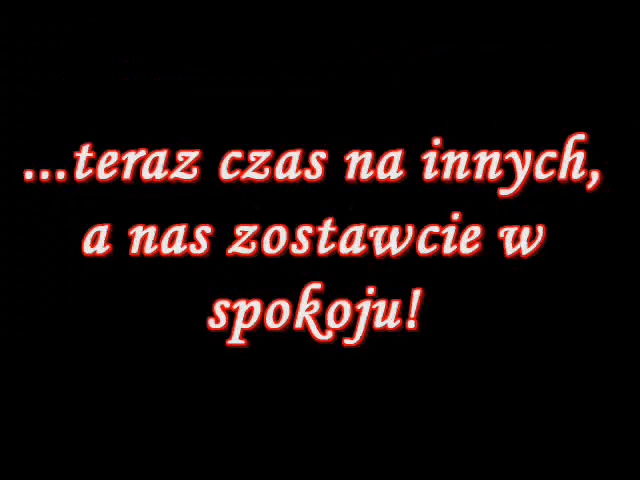 ...teraz czas na innych,
a nas zostawcie w
spokoju!